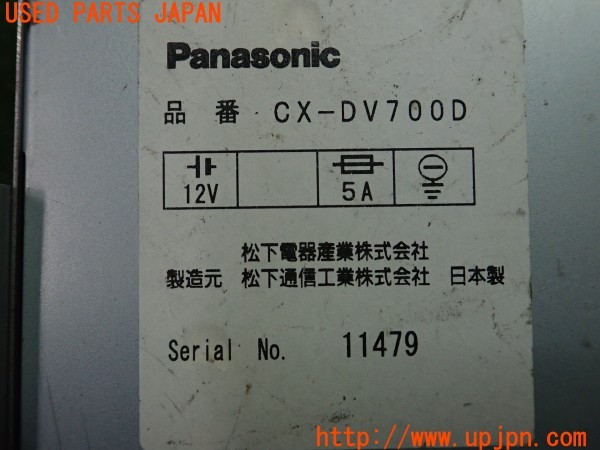 USED PARTS JAPAN
Panasonic
品 番 CX-DV700D
12V 5A
松下電器産業株式会社
製造元 松下通信工業株式会社 日本製
Serial No. 11479
http://www.upjpn.com